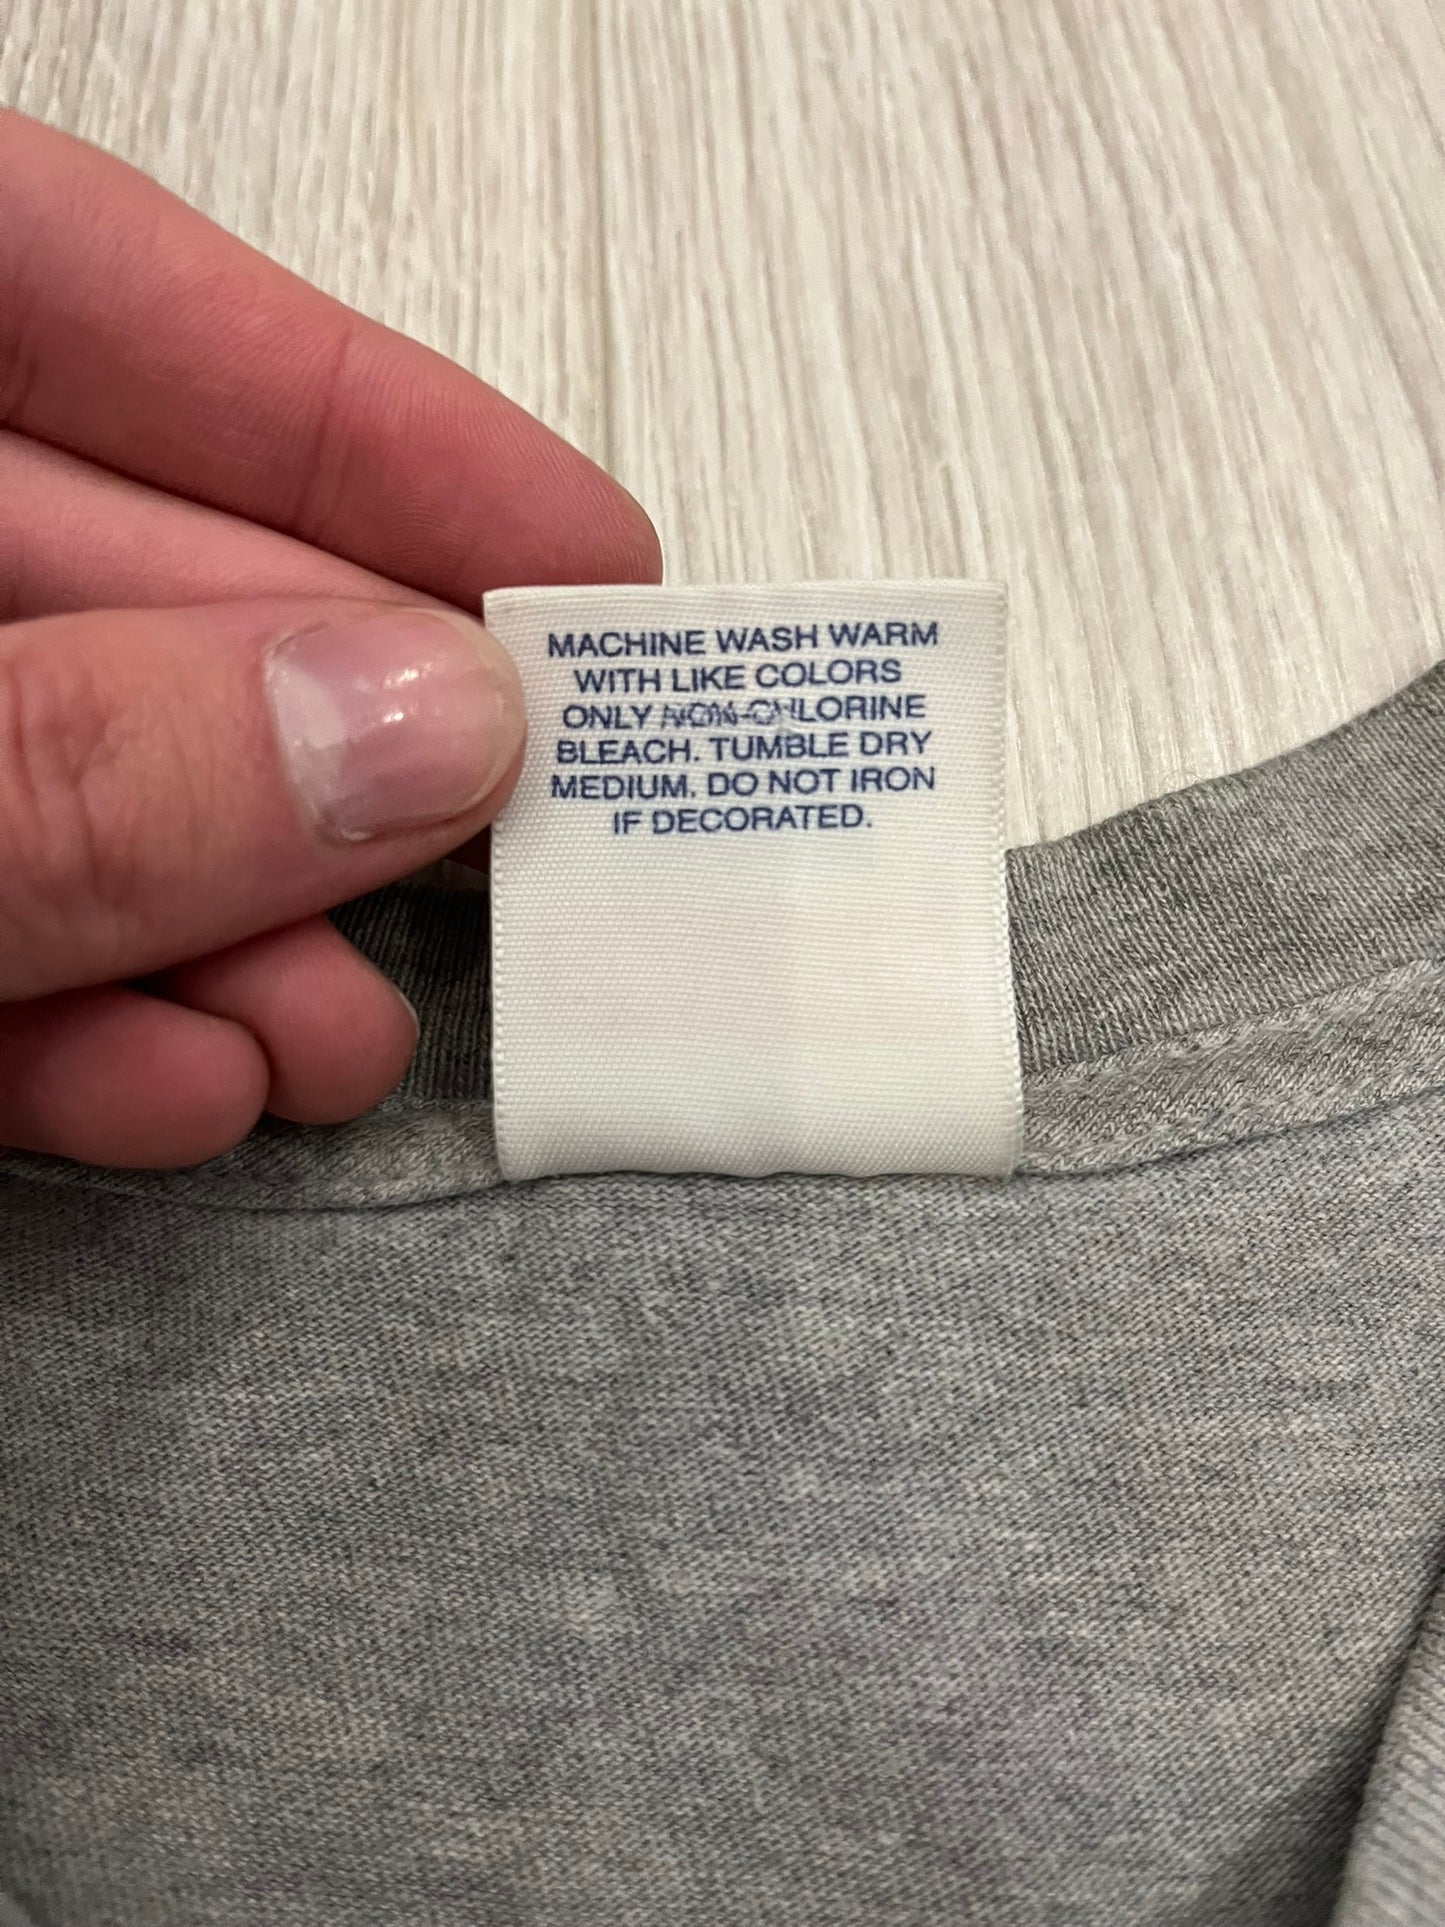 MACHINE WASH WARM
WITH LIKE COLORS
ONLY NON-CHLORINE
BLEACH. TUMBLE DRY
MEDIUM. DO NOT IRON
IF DECORATED.